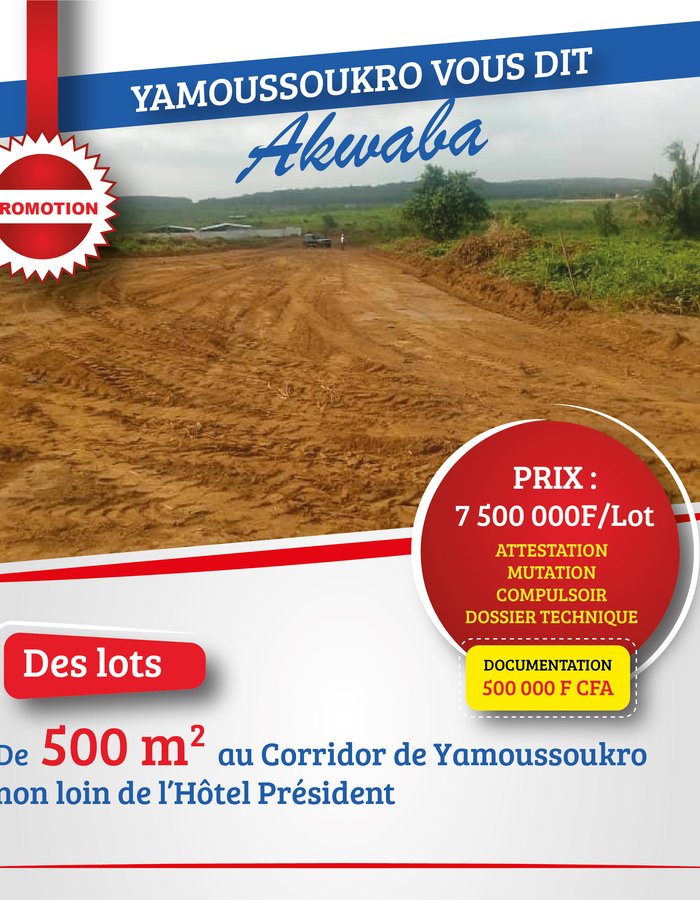 YAMOUSSOUKRO VOUS DIT
Akwaba
ROMOTION
PRIX :
7 500 000F/Lot
ATTESTATION
MUTATION
COMPULSOIR
DOSSIER TECHNIQUE
DOCUMENTATION
500 000 F CFA
Des lots
De 500 m² au Corridor de Yamoussoukro
non loin de l'Hôtel Président